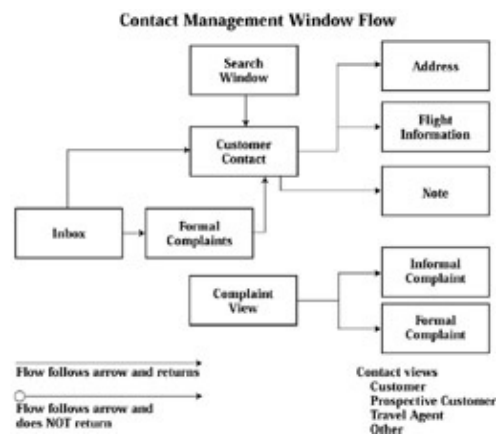 Contact Management Window Flow
Search
Window
Address
Customer
Contact
Flight
Information
Note
Inbox
Formal
Complaints
Complaint
View
Informal
Complaint
Formal
Complaint
Flow follows arrow and returns
Flow follows arrow and
does NOT return
Contact views
Customer
Prospective Customer
Travel Agent
Other